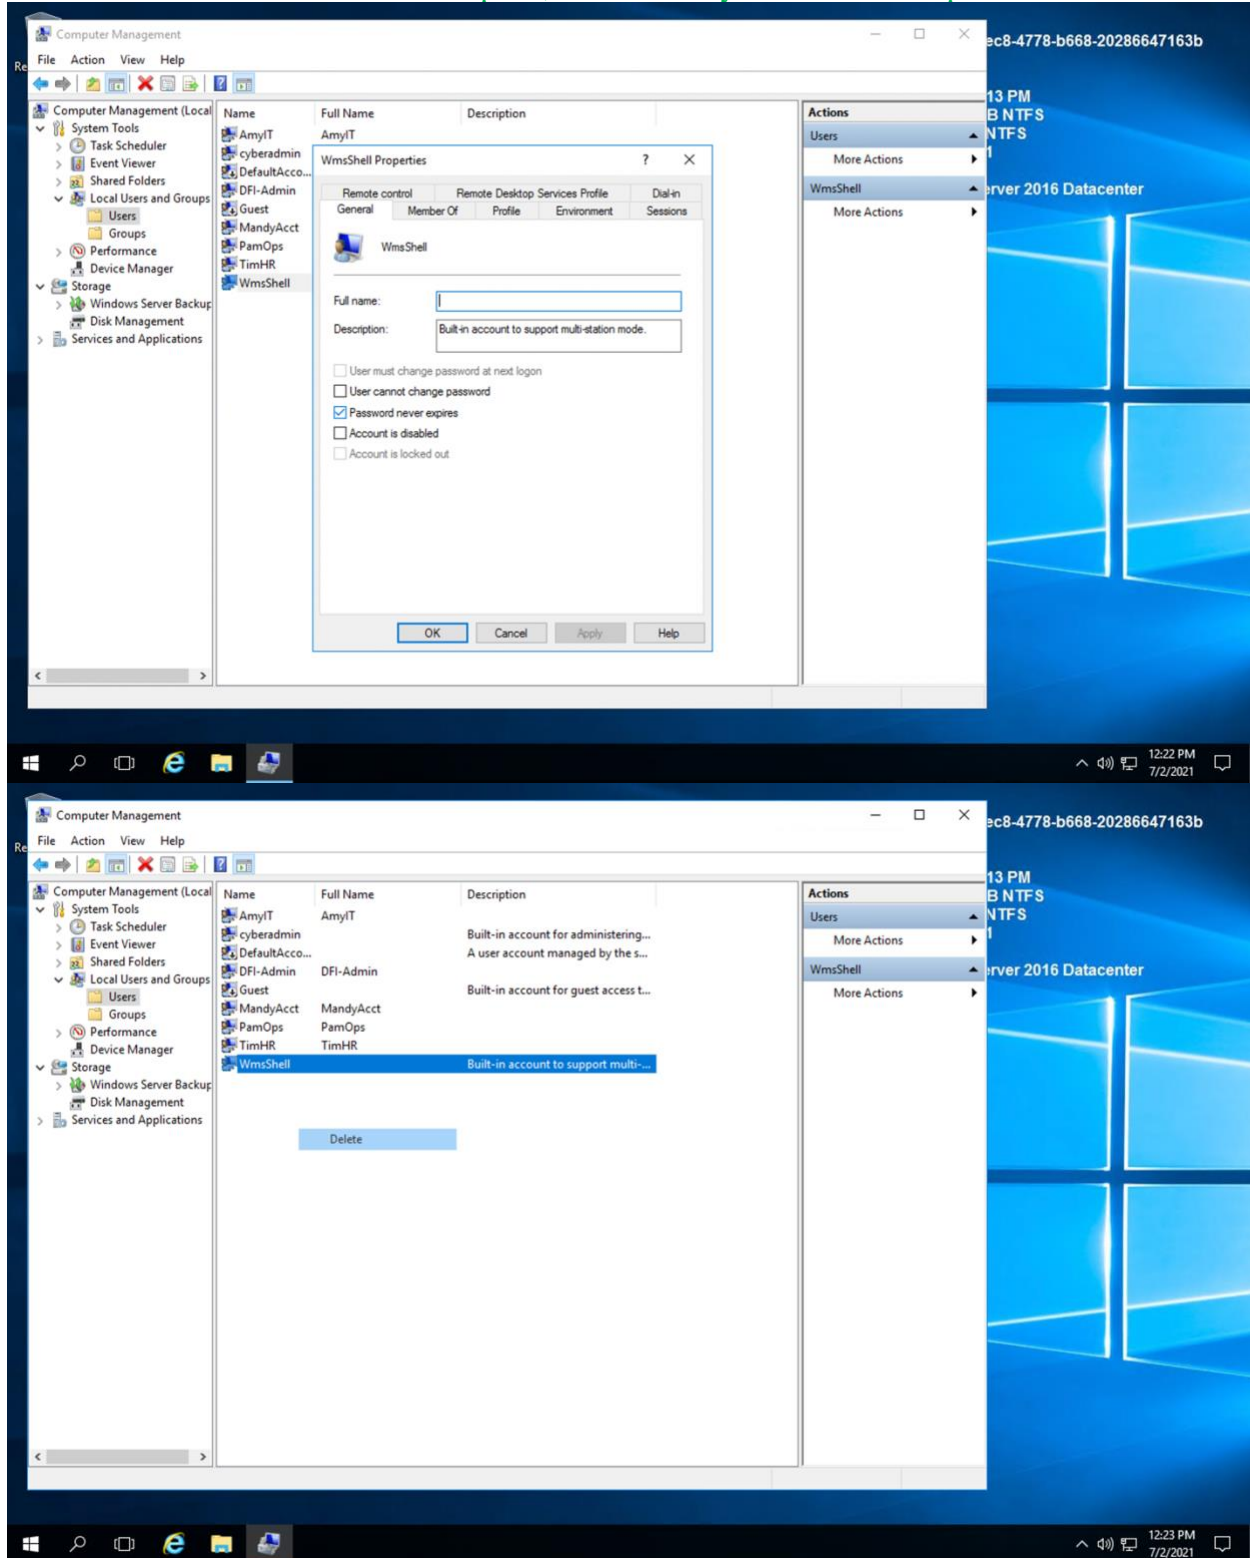 Computer Management
ec8-4778-b668-20286647163b
File Action View Help
Re
13 PM
B NTFS
NTFS
1
erver 2016 Datacenter
Computer Management (Local
System Tools
Task Scheduler
Event Viewer
Shared Folders
Local Users and Groups
Users
Groups
Performance
Device Manager
Storage
Windows Server Backup
Disk Management
Services and Applications
Name Full Name Description
AmyIT AmyIT
cyberadmin
DefaultAcco...
DFI-Admin
Guest
MandyAcct
PamOps
TimHR
WmsShell
WmsShell Properties ? X
Remote control Remote Desktop Services Profile Dial-in
General Member Of Profile Environment Sessions
WmsShell
Full name:
Description: Built-in account to support multi-station mode.
User must change password at next logon
User cannot change password
Password never expires
Account is disabled
Account is locked out
OK Cancel Apply Help
Actions
Users
More Actions
WmsShell
More Actions
12:22 PM
7/2/2021
Computer Management
ec8-4778-b668-20286647163b
File Action View Help
Re
13 PM
B NTFS
NTFS
1
erver 2016 Datacenter
Computer Management (Local
System Tools
Task Scheduler
Event Viewer
Shared Folders
Local Users and Groups
Users
Groups
Performance
Device Manager
Storage
Windows Server Backup
Disk Management
Services and Applications
Name Full Name Description
AmyIT AmyIT
cyberadmin Built-in account for administering...
DefaultAcco... A user account managed by the s...
DFI-Admin DFI-Admin
Guest Built-in account for guest access t...
MandyAcct MandyAcct
PamOps PamOps
TimHR TimHR
WmsShell Built-in account to support multi-...
Delete
Actions
Users
More Actions
WmsShell
More Actions
12:23 PM
7/2/2021